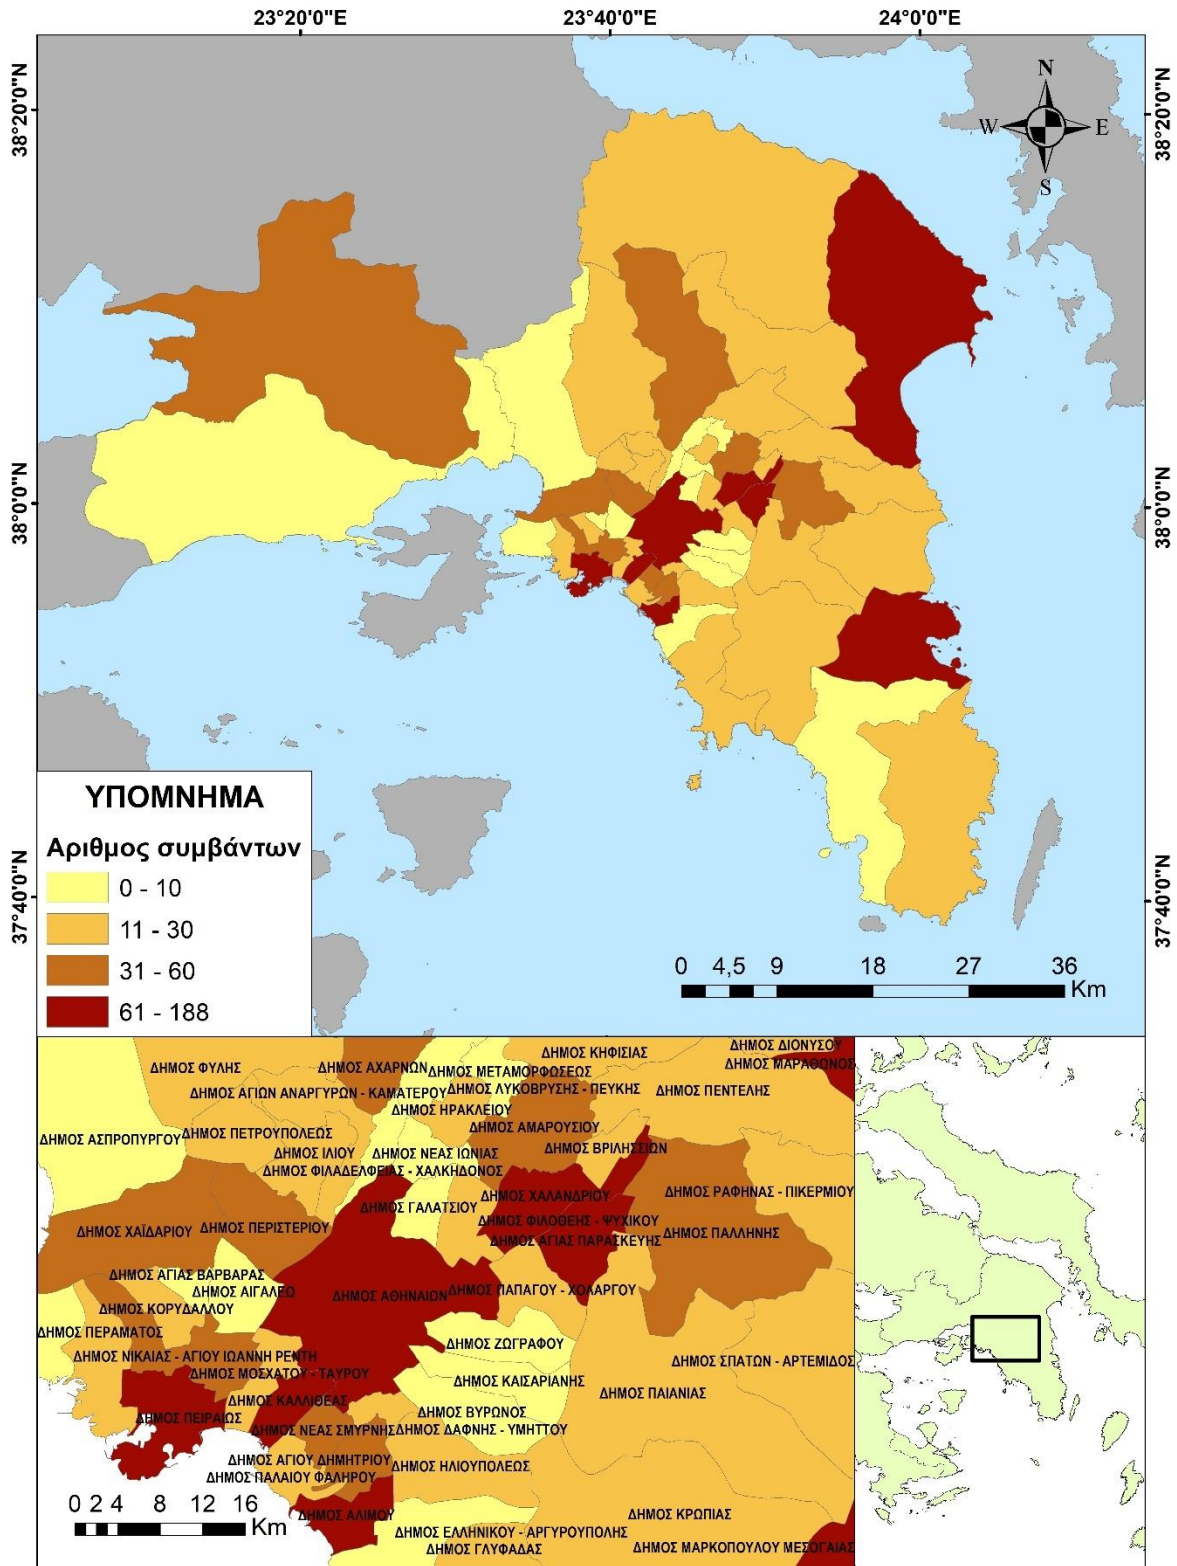 23°20'0"E
23°40'0"E
24°0'0"E
38°20'0"N
38°20'0"N
N
W
E
S
38°0'0"N
38°0'0"N
37°40'0"N
37°40'0"N
ΥΠΟΜΝΗΜΑ
Αριθμος συμβάντων
0 - 10
11 - 30
31 - 60
61 - 188
0 4,5 9 18 27 36
Km
ΔΗΜΟΣ ΔΙΟΝΥΣΟΥ
ΔΗΜΟΣ ΚΗΦΙΣΙΑΣ
ΔΗΜΟΣ ΜΑΡΑΘΩΝΟΣ
ΔΗΜΟΣ ΦΥΛΗΣ
ΔΗΜΟΣ ΑΧΑΡΝΩΝ
ΔΗΜΟΣ ΜΕΤΑΜΟΡΦΩΣΕΩΣ
ΔΗΜΟΣ ΛΥΚΟΒΡΥΣΗΣ - ΠΕΥΚΗΣ
ΔΗΜΟΣ ΠΕΝΤΕΛΗΣ
ΔΗΜΟΣ ΑΓΙΩΝ ΑΝΑΡΓΥΡΩΝ - ΚΑΜΑΤΕΡΟΥ
ΔΗΜΟΣ ΗΡΑΚΛΕΙΟΥ
ΔΗΜΟΣ ΑΜΑΡΟΥΣΙΟΥ
ΔΗΜΟΣ ΑΣΠΡΟΠΥΡΓΟΥ
ΔΗΜΟΣ ΠΕΤΡΟΥΠΟΛΕΩΣ
ΔΗΜΟΣ ΒΡΙΛΗΣΣΙΩΝ
ΔΗΜΟΣ ΙΛΙΟΥ
ΔΗΜΟΣ ΝΕΑΣ ΙΩΝΙΑΣ
ΔΗΜΟΣ ΦΙΛΑΔΕΛΦΕΙΑΣ - ΧΑΛΚΗΔΟΝΟΣ
ΔΗΜΟΣ ΧΑΛΑΝΔΡΙΟΥ
ΔΗΜΟΣ ΡΑΦΗΝΑΣ - ΠΙΚΕΡΜΙΟΥ
ΔΗΜΟΣ ΓΑΛΑΤΣΙΟΥ
ΔΗΜΟΣ ΦΙΛΟΘΕΗΣ - ΨΥΧΙΚΟΥ
ΔΗΜΟΣ ΧΑΪΔΑΡΙΟΥ
ΔΗΜΟΣ ΠΕΡΙΣΤΕΡΙΟΥ
ΔΗΜΟΣ ΑΓΙΑΣ ΠΑΡΑΣΚΕΥΗΣ
ΔΗΜΟΣ ΠΑΛΛΗΝΗΣ
ΔΗΜΟΣ ΑΓΙΑΣ ΒΑΡΒΑΡΑΣ
ΔΗΜΟΣ ΑΙΓΑΛΕΩ
ΔΗΜΟΣ ΑΘΗΝΑΙΩΝ
ΔΗΜΟΣ ΠΑΠΑΓΟΥ - ΧΟΛΑΡΓΟΥ
ΔΗΜΟΣ ΚΟΡΥΔΑΛΛΟΥ
ΔΗΜΟΣ ΠΕΡΑΜΑΤΟΣ
ΔΗΜΟΣ ΖΩΓΡΑΦΟΥ
ΔΗΜΟΣ ΝΙΚΑΙΑΣ - ΑΓΙΟΥ ΙΩΑΝΝΗ ΡΕΝΤΗ
ΔΗΜΟΣ ΣΠΑΤΩΝ - ΑΡΤΕΜΙΔΟΣ
ΔΗΜΟΣ ΜΟΣΧΑΤΟΥ - ΤΑΥΡΟΥ
ΔΗΜΟΣ ΚΑΙΣΑΡΙΑΝΗΣ
ΔΗΜΟΣ ΠΑΙΑΝΙΑΣ
ΔΗΜΟΣ ΚΑΛΛΙΘΕΑΣ
ΔΗΜΟΣ ΒΥΡΩΝΟΣ
ΔΗΜΟΣ ΠΕΙΡΑΙΩΣ
ΔΗΜΟΣ ΝΕΑΣ ΣΜΥΡΝΗΣ
ΔΗΜΟΣ ΔΑΦΝΗΣ - ΥΜΗΤΤΟΥ
ΔΗΜΟΣ ΑΓΙΟΥ ΔΗΜΗΤΡΙΟΥ
ΔΗΜΟΣ ΗΛΙΟΥΠΟΛΕΩΣ
ΔΗΜΟΣ ΠΑΛΑΙΟΥ ΦΑΛΗΡΟΥ
ΔΗΜΟΣ ΑΛΙΜΟΥ
ΔΗΜΟΣ ΚΡΩΠΙΑΣ
ΔΗΜΟΣ ΕΛΛΗΝΙΚΟΥ - ΑΡΓΥΡΟΥΠΟΛΗΣ
ΔΗΜΟΣ ΓΛΥΦΑΔΑΣ
ΔΗΜΟΣ ΜΑΡΚΟΠΟΥΛΟΥ ΜΕΣΟΓΑΙΑΣ
0 2 4 8 12 16
Km